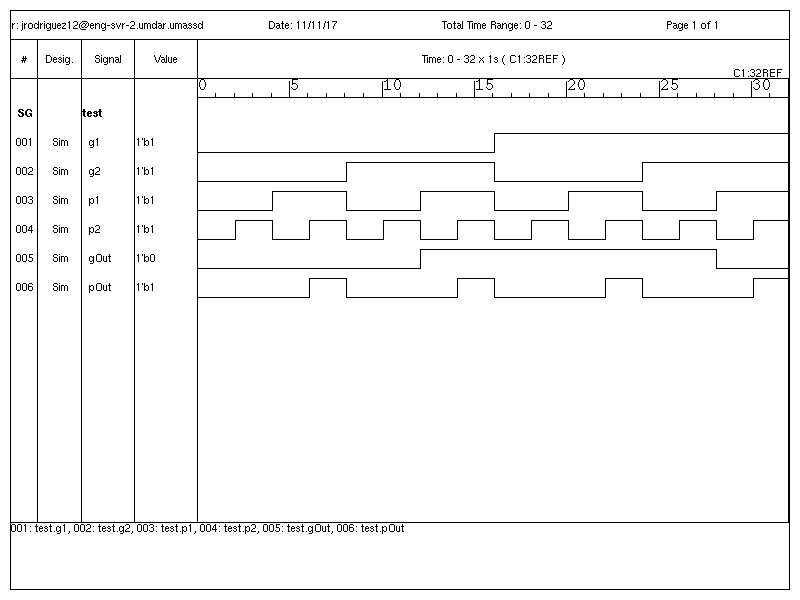 r: jrodriguez12@eng-svr-2.umdar.umassd Date: 11/11/17 Total Time Range: 0 - 32 Page 1 of 1
# Desig. Signal Value Time: 0 - 32 x 1s ( C1:32REF )
C1:32REF
0 5 10 15 20 25 30
SG test
001 Sim g1 1'b1
002 Sim g2 1'b1
003 Sim p1 1'b1
004 Sim p2 1'b1
005 Sim gOut 1'b0
006 Sim pOut 1'b1
001: test.g1, 002: test.g2, 003: test.p1, 004: test.p2, 005: test.gOut, 006: test.pOut